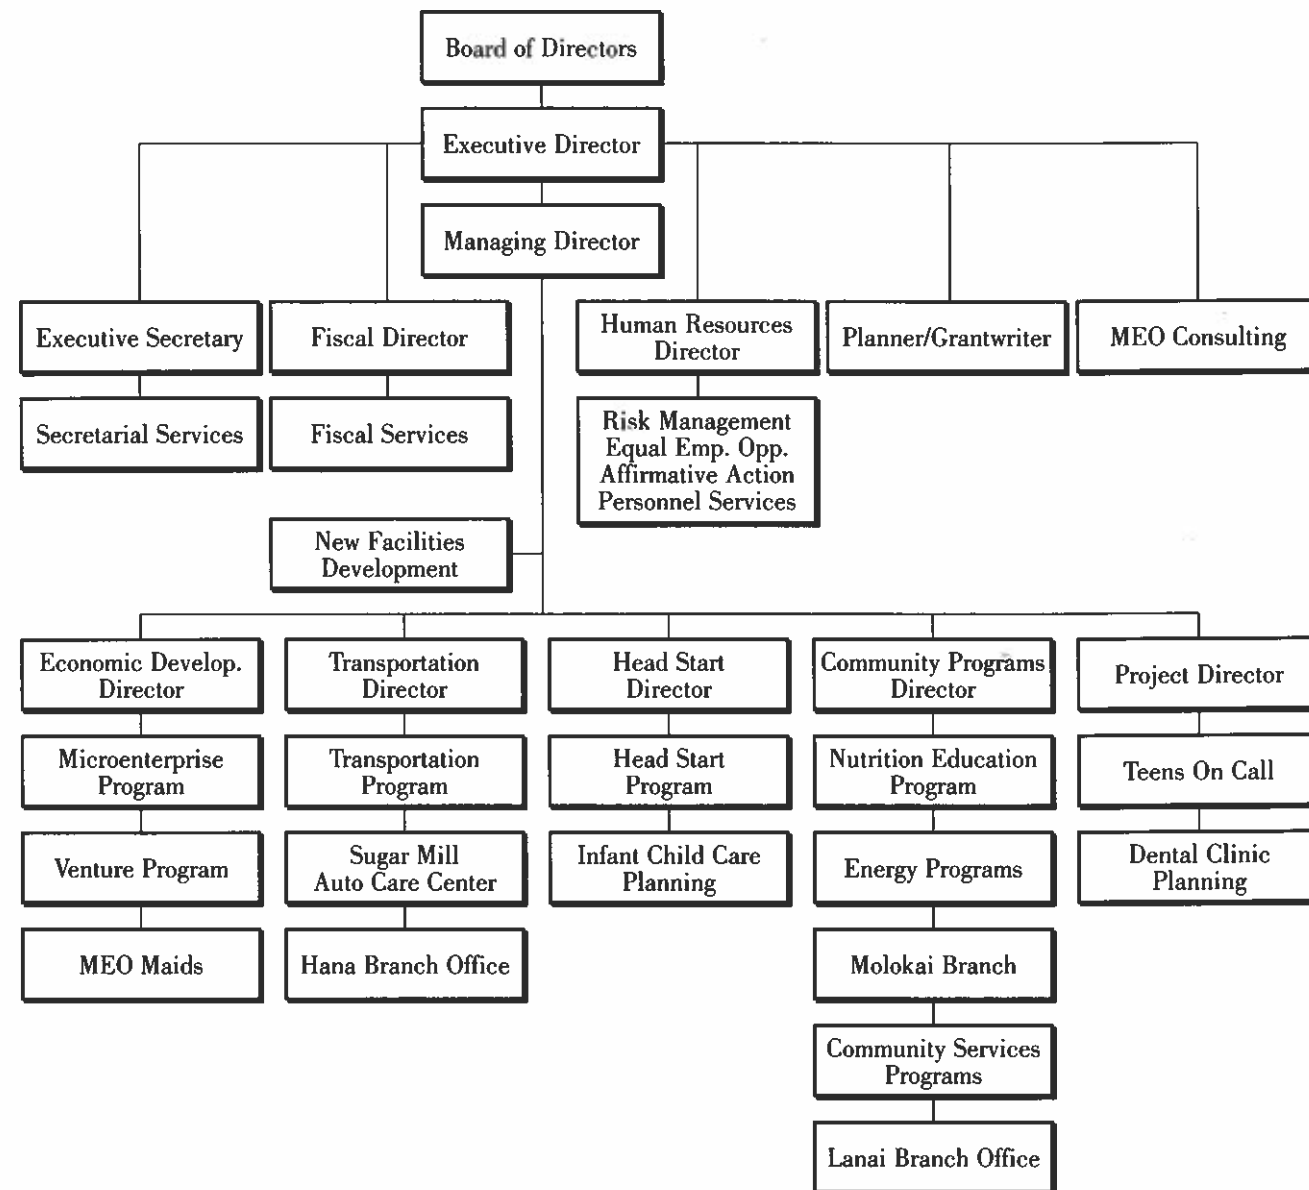 Board of Directors
Executive Director
Managing Director
Executive Secretary
Fiscal Director
Human Resources
Director
Planner/Grantwriter
MEO Consulting
Secretarial Services
Fiscal Services
Risk Management
Equal Emp. Opp.
Affirmative Action
Personnel Services
New Facilities
Development
Economic Develop.
Director
Transportation
Director
Head Start
Director
Community Programs
Director
Project Director
Microenterprise
Program
Transportation
Program
Head Start
Program
Nutrition Education
Program
Teens On Call
Venture Program
Sugar Mill
Auto Care Center
Infant Child Care
Planning
Energy Programs
Dental Clinic
Planning
MEO Maids
Hana Branch Office
Molokai Branch
Community Services
Programs
Lanai Branch Office